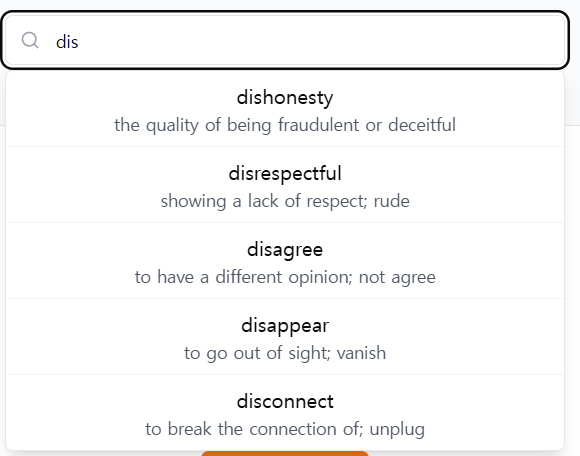 dis
dishonesty
the quality of being fraudulent or deceitful
disrespectful
showing a lack of respect; rude
disagree
to have a different opinion; not agree
disappear
to go out of sight; vanish
disconnect
to break the connection of; unplug